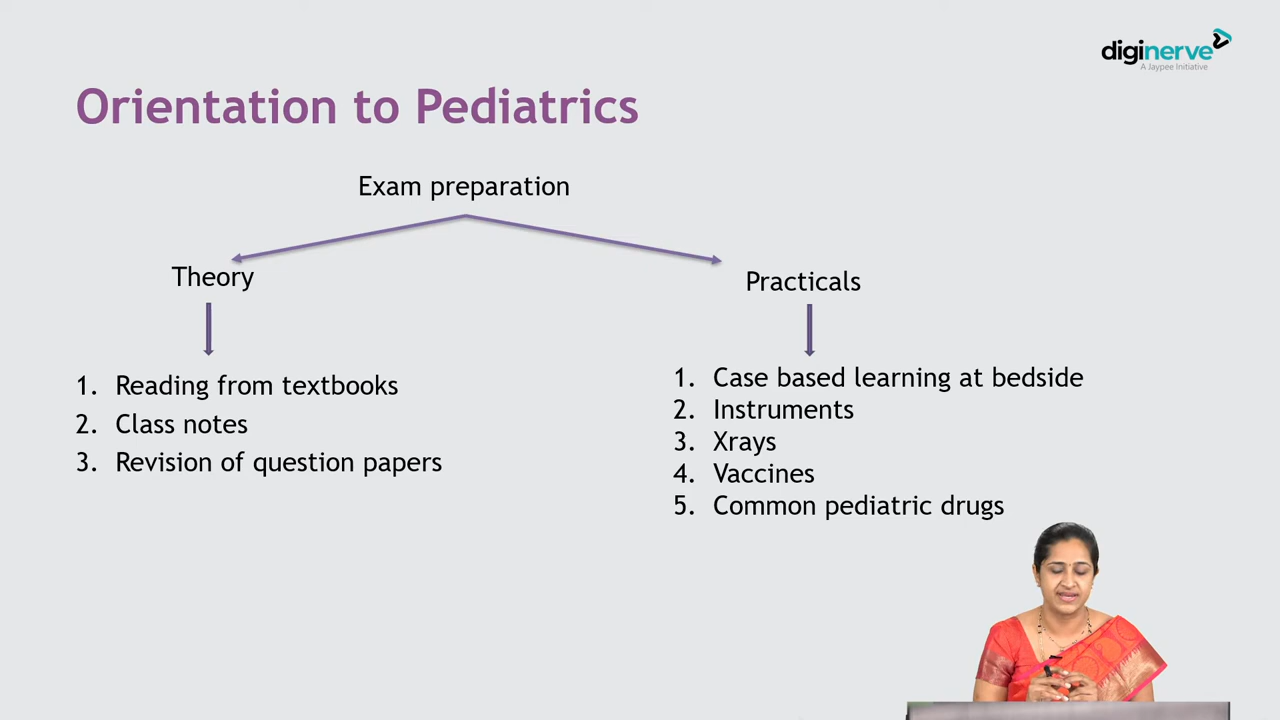 diginerve
A Jaypee Initiative
Orientation to Pediatrics
Exam preparation
Theory
Practicals
1. Reading from textbooks
2. Class notes
3. Revision of question papers
1. Case based learning at bedside
2. Instruments
3. Xrays
4. Vaccines
5. Common pediatric drugs